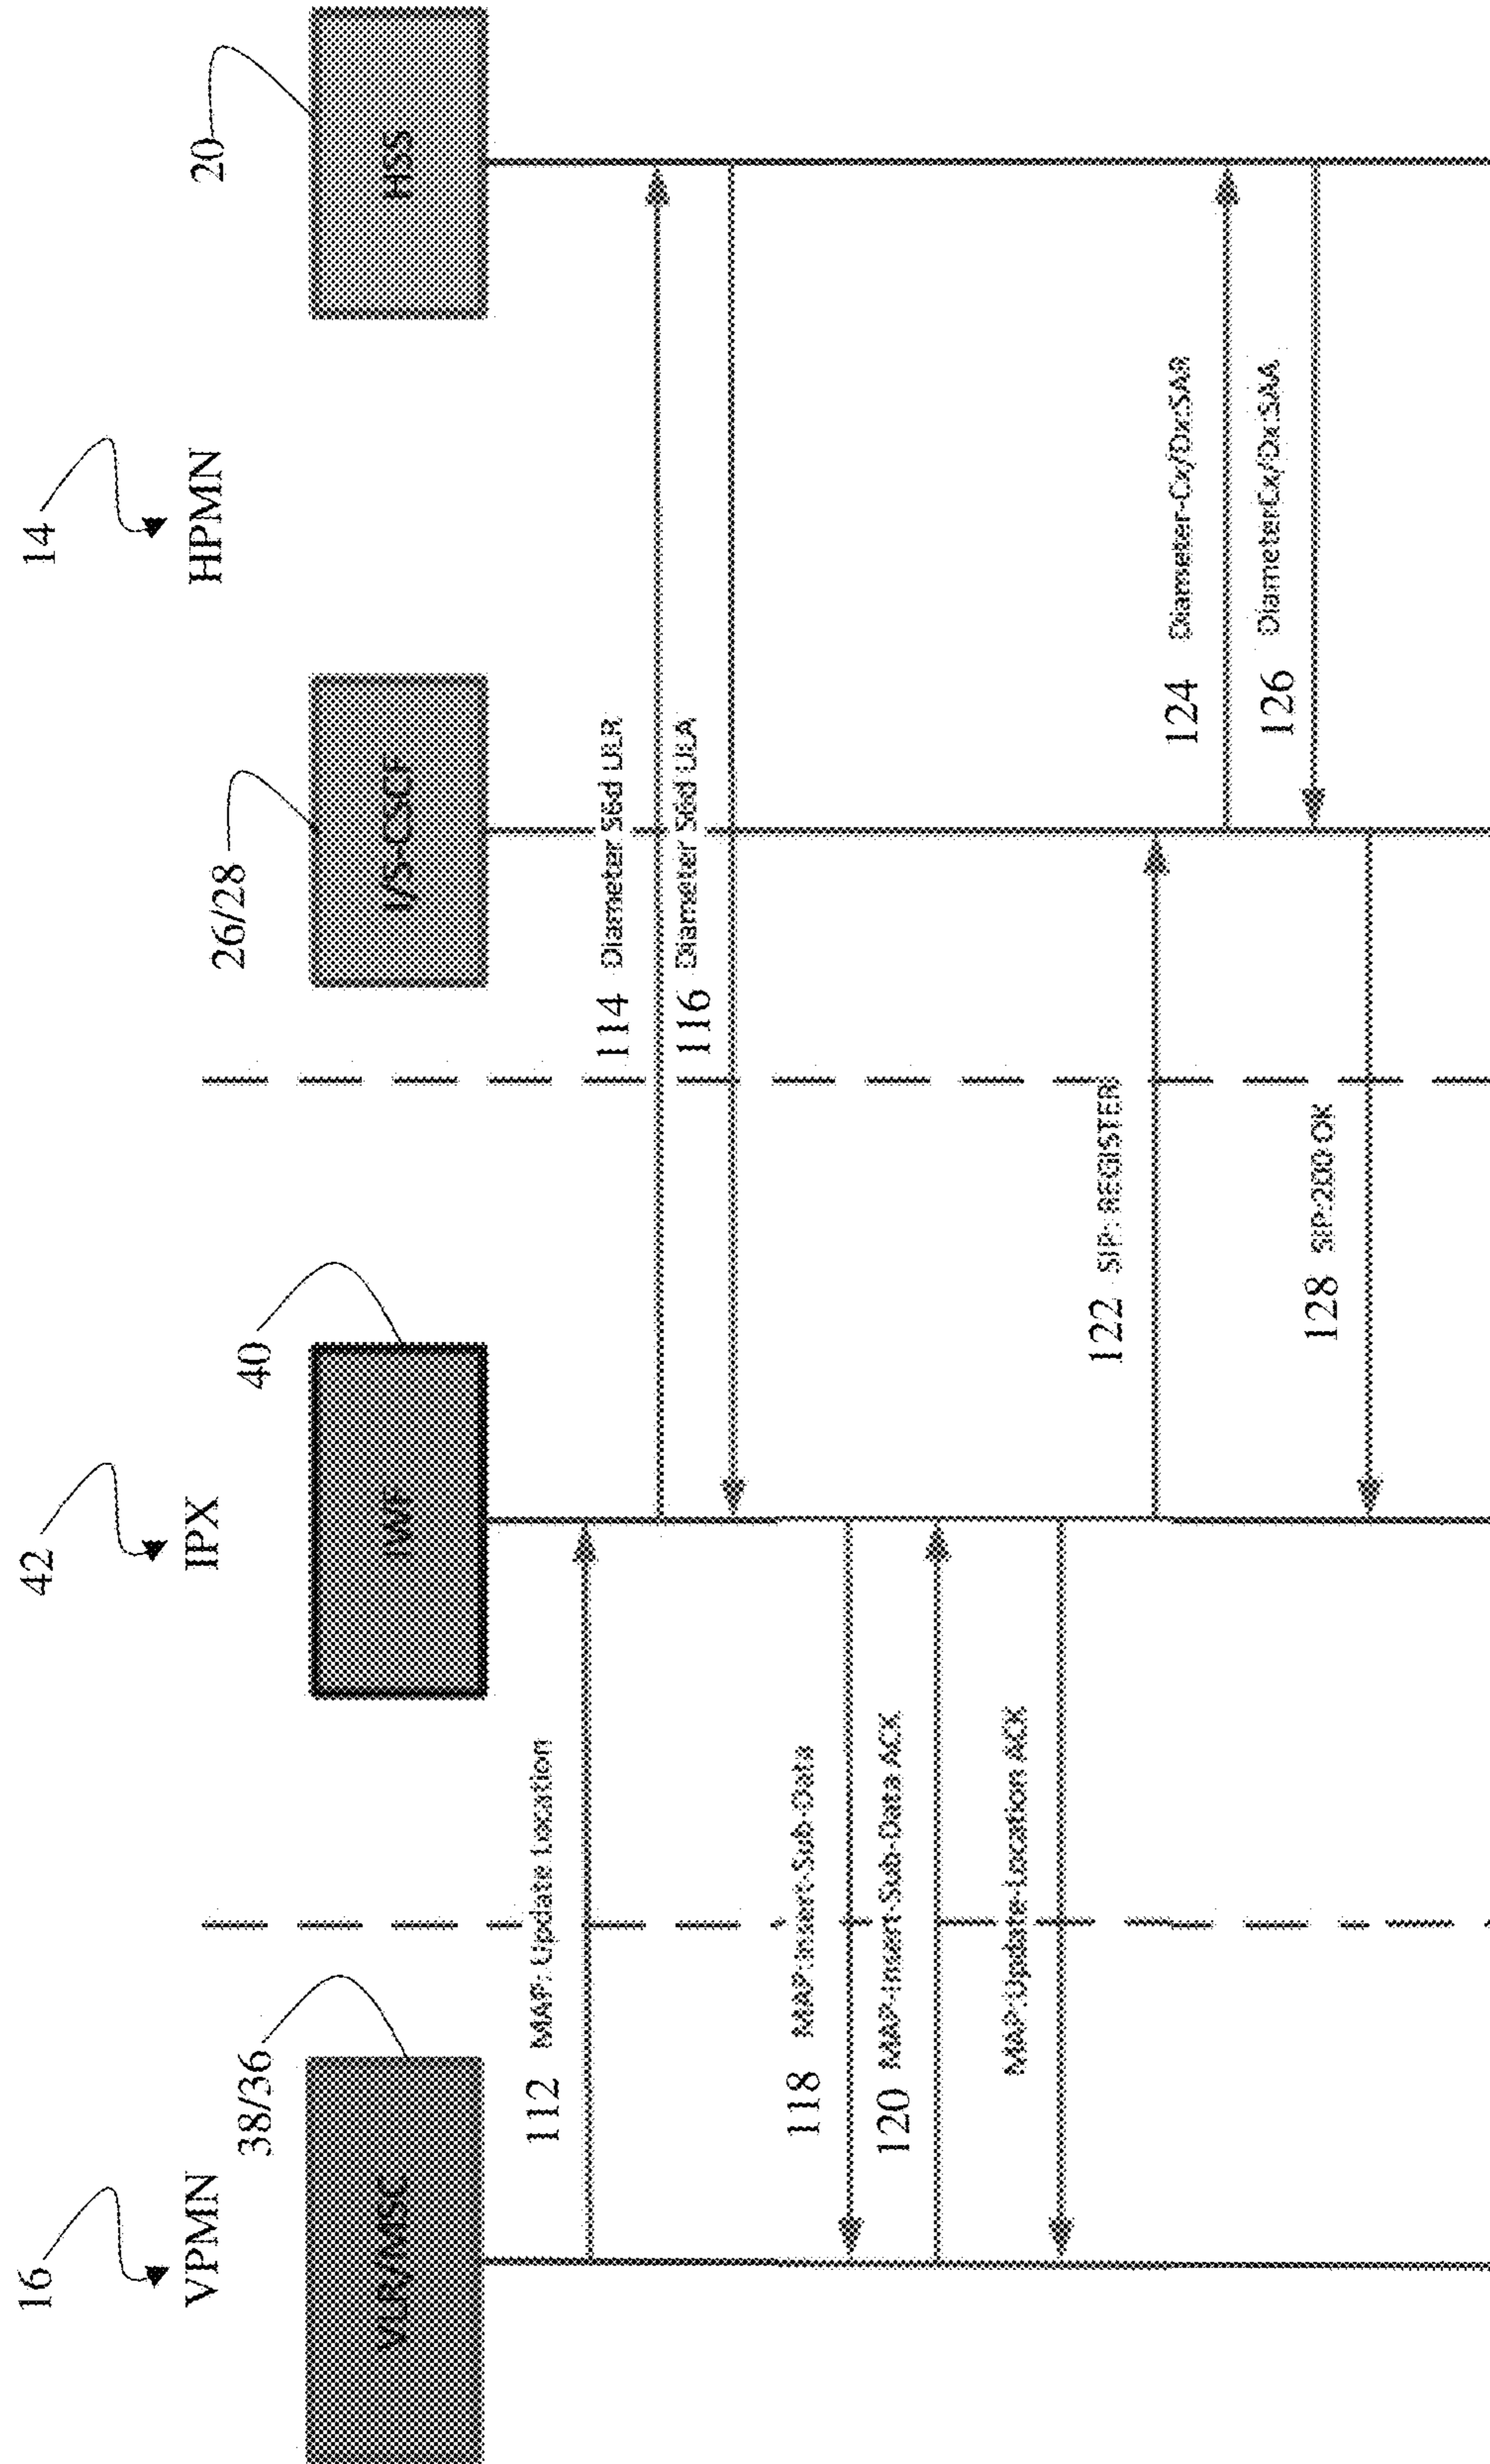 16
VPMN
42
IPX
14
HPMN
38/36
40
26/28
20
VLR/MSC
IWF
I/S-CSCF
HSS
112 MAP: Update Location
114 Diameter S6d ULR
116 Diameter S6d ULA
118 MAP:Insert-Sub-Data
120 MAP-Insert-Sub-Data ACK
MAP:Update-Location ACK
122 SIP: REGISTER
124 Diameter-Cx/Dx:SAR
126 Diameter:Cx/Dx:SAA
128 SIP:200 OK